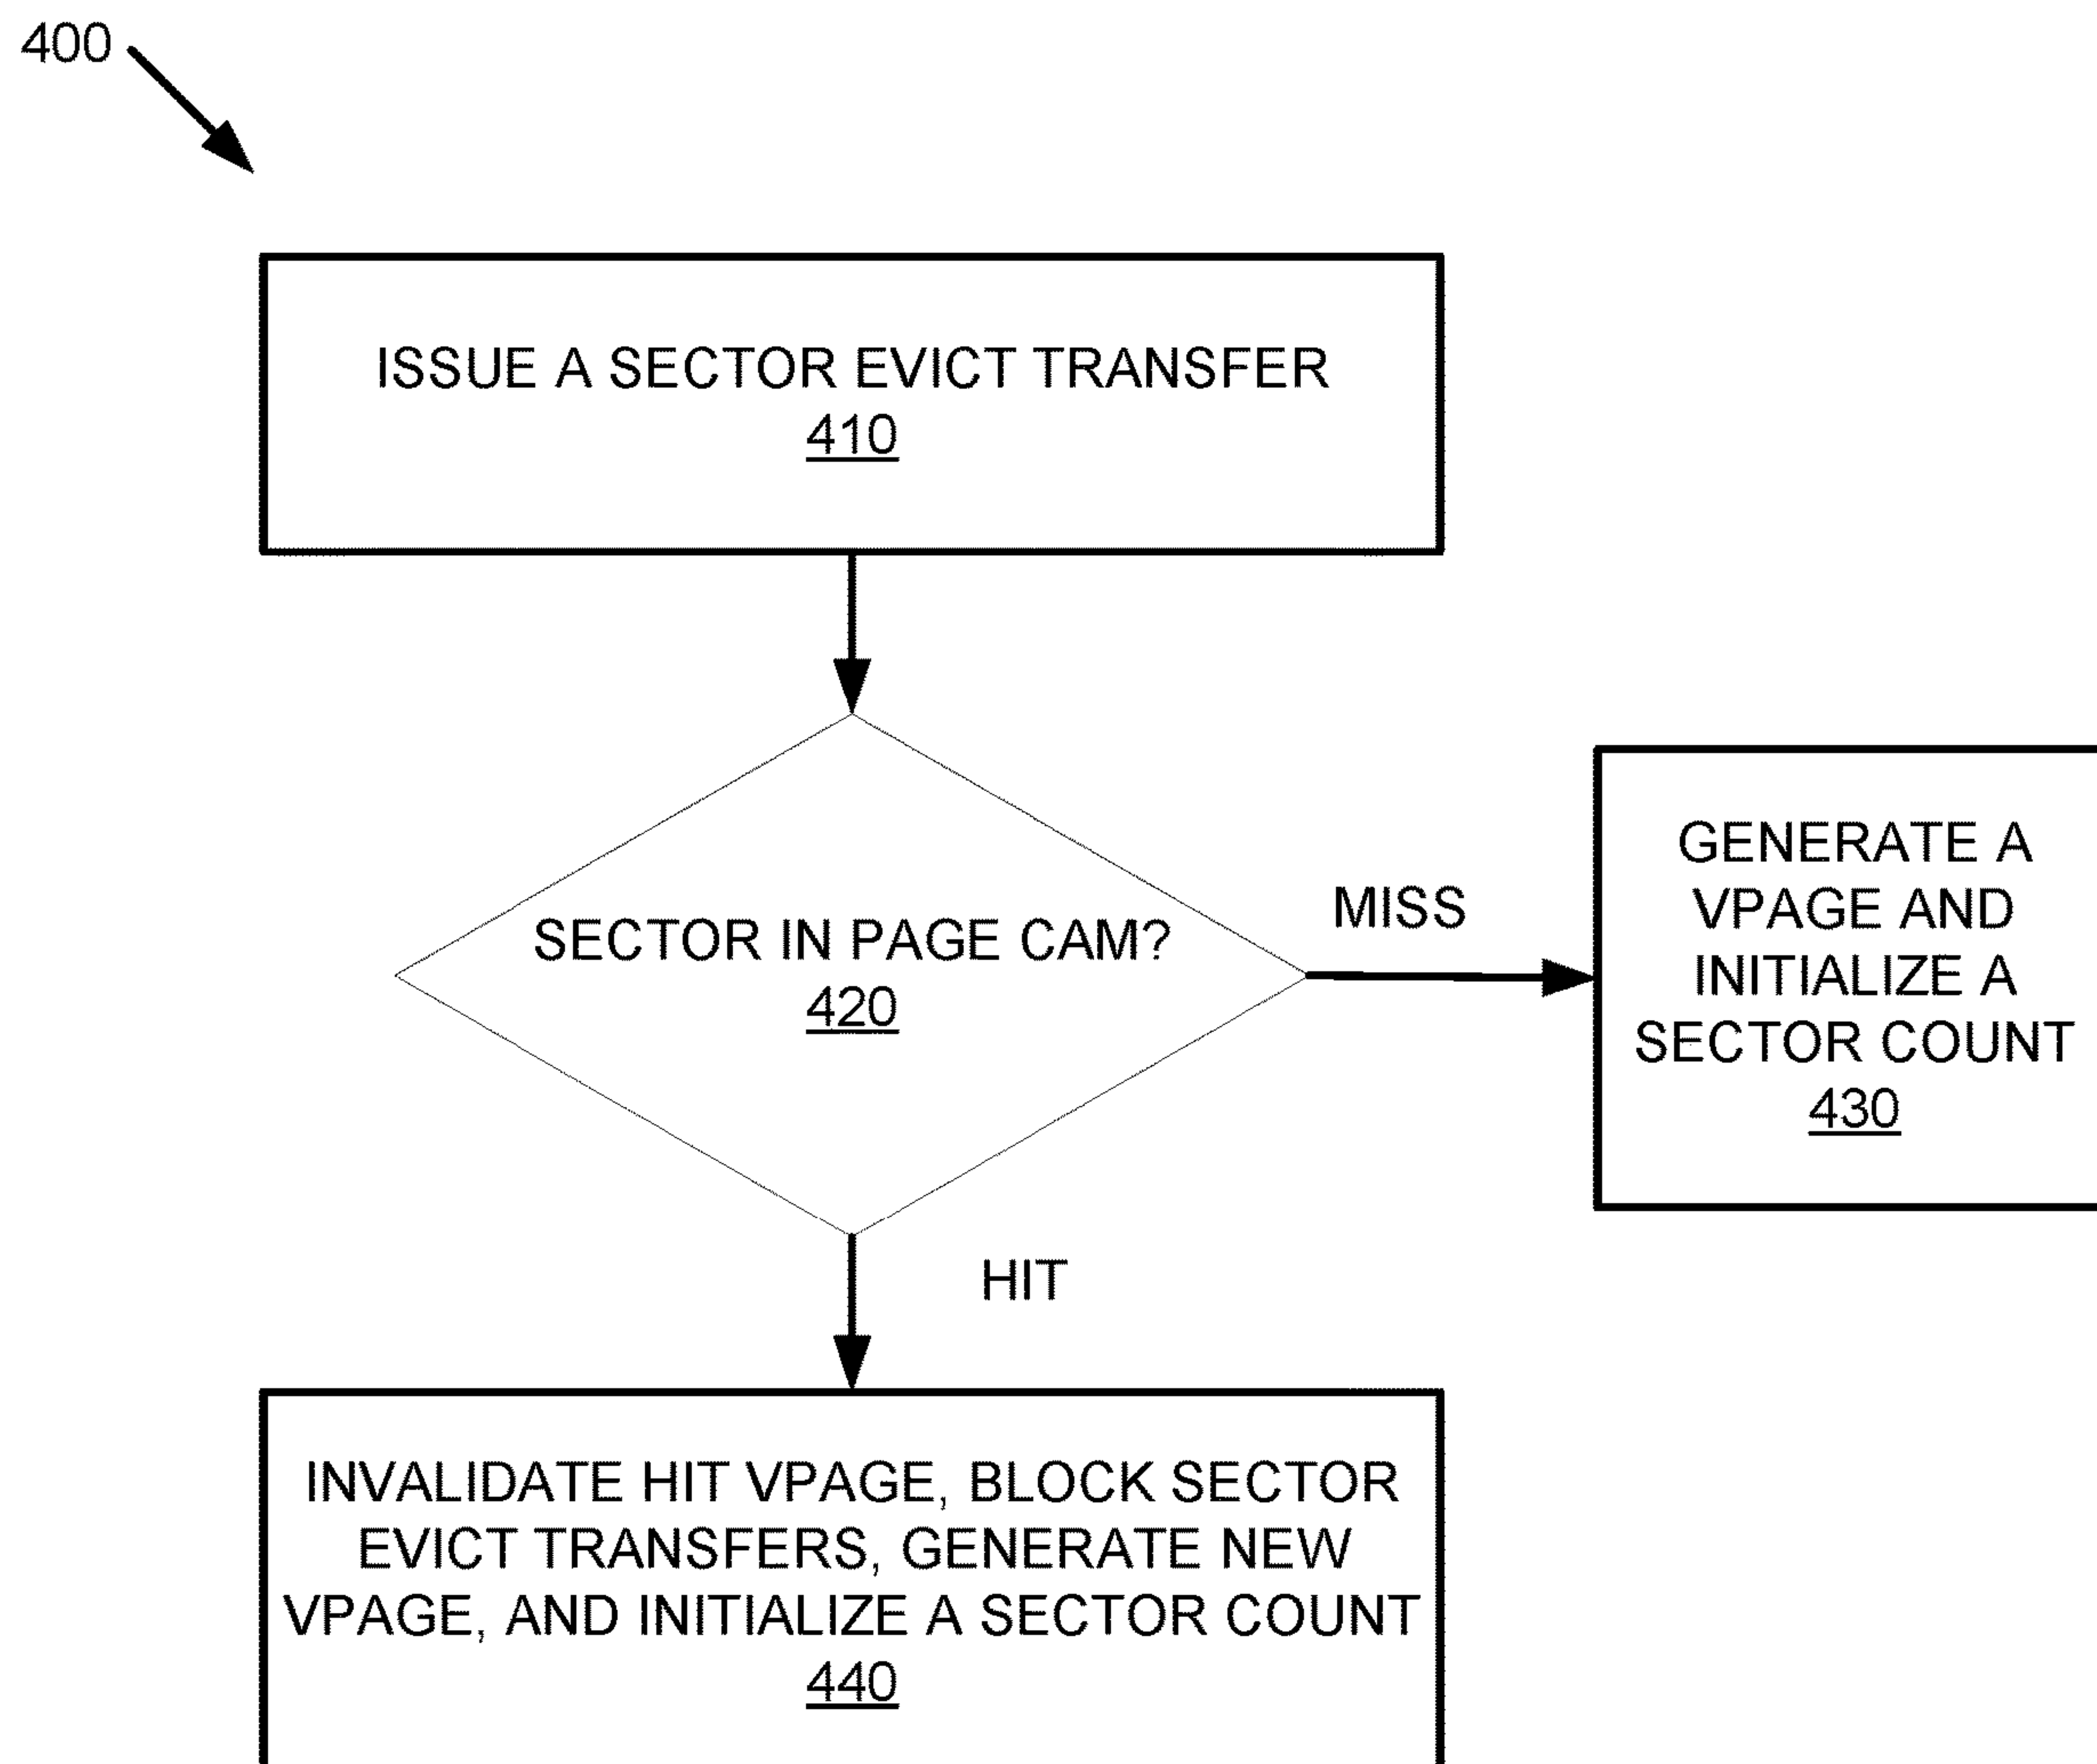 400
ISSUE A SECTOR EVICT TRANSFER
410
SECTOR IN PAGE CAM?
420
MISS
GENERATE A
VPAGE AND
INITIALIZE A
SECTOR COUNT
430
HIT
INVALIDATE HIT VPAGE, BLOCK SECTOR
EVICT TRANSFERS, GENERATE NEW
VPAGE, AND INITIALIZE A SECTOR COUNT
440